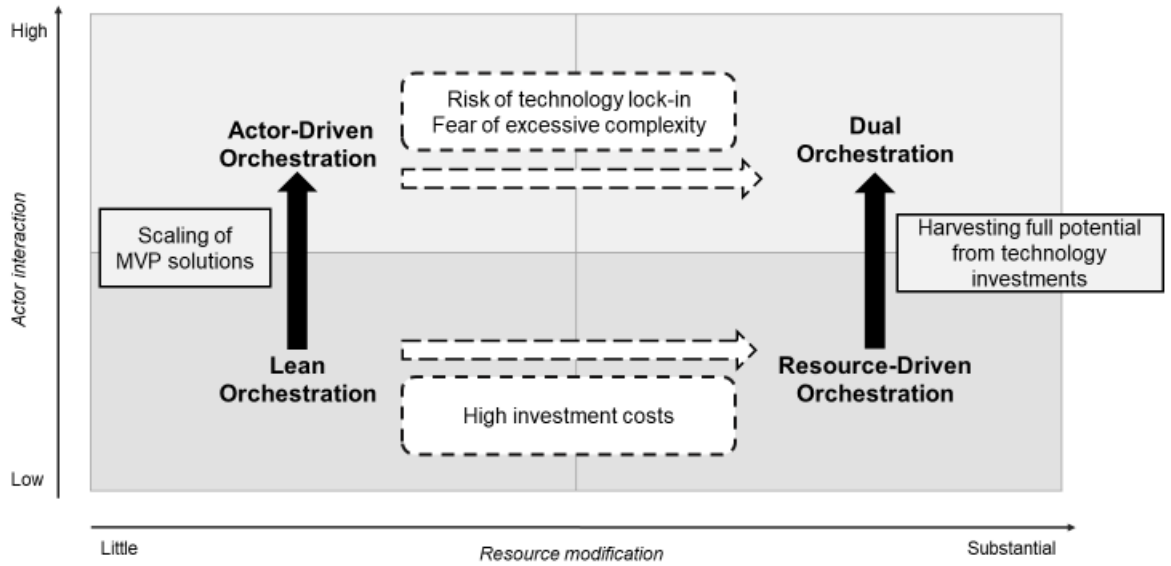 High
Risk of technology lock-in
Fear of excessive complexity
Actor-Driven
Orchestration
Dual
Orchestration
Scaling of
MVP solutions
Harvesting full potential
from technology
investments
Actor interaction
Lean
Orchestration
High investment costs
Resource-Driven
Orchestration
Low
Little
Resource modification
Substantial